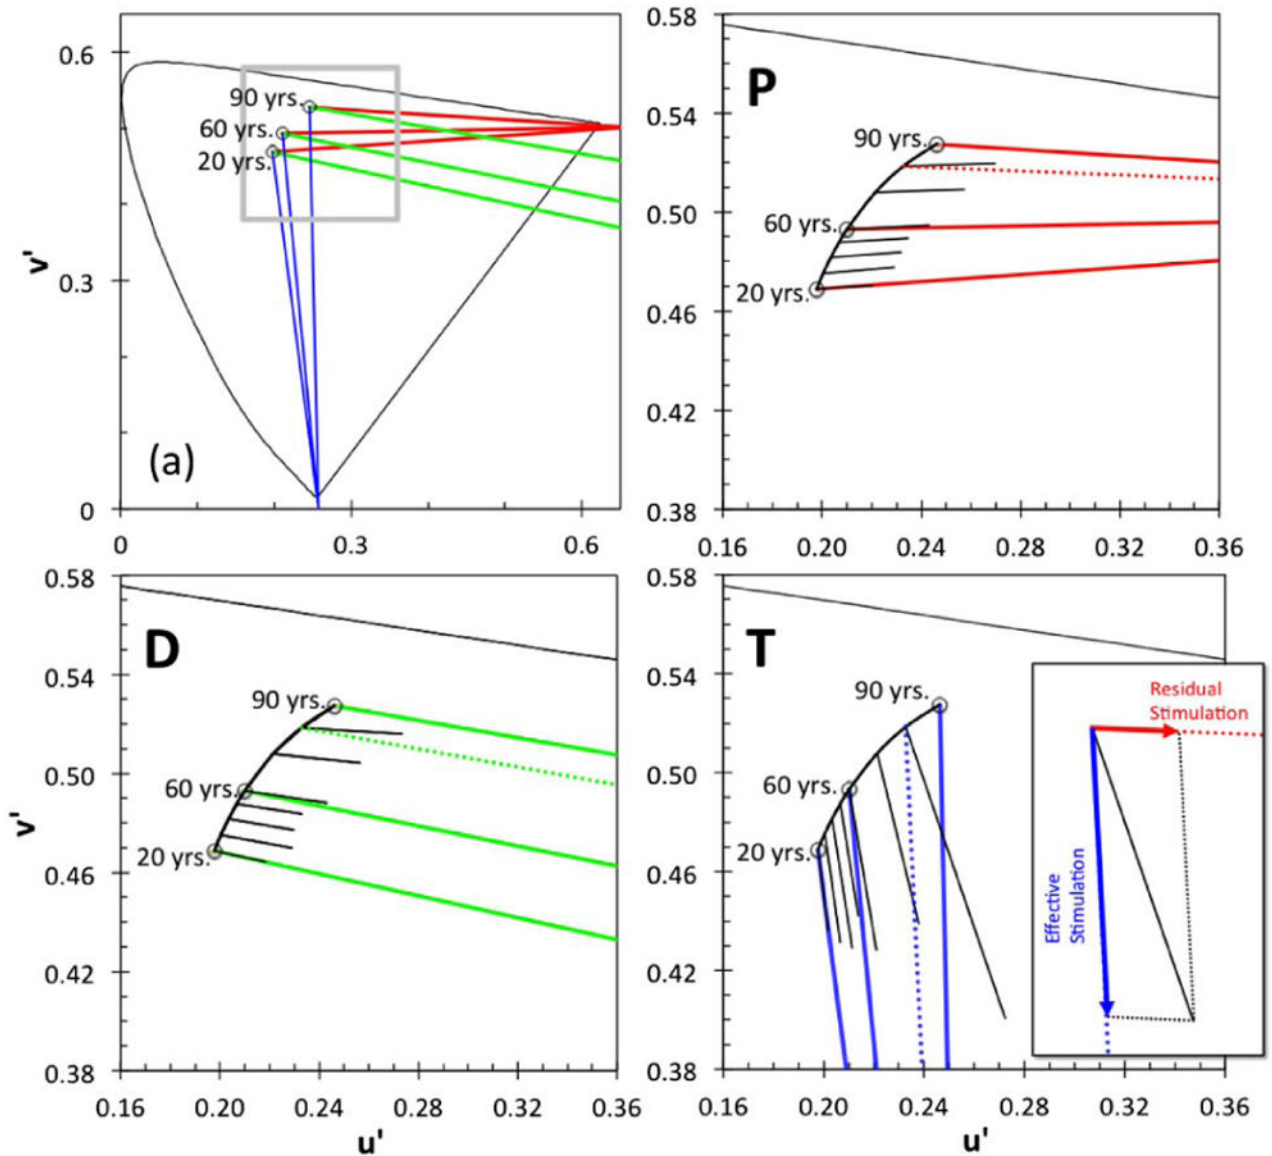 0.6
90 yrs.
60 yrs.
20 yrs.
v'
0.3
(a)
0
0
0.3
0.6
0.58
P
0.54
90 yrs.
0.50
60 yrs.
20 yrs.
0.46
0.42
0.38
0.16
0.20
0.24
0.28
0.32
0.36
0.58
D
0.54
90 yrs.
0.50
60 yrs.
v'
20 yrs.
0.46
0.42
0.38
0.16
0.20
0.24
0.28
0.32
0.36
u'
0.58
T
0.54
90 yrs.
Residual
Stimulation
0.50
60 yrs.
20 yrs.
0.46
Effective
Stimulation
0.42
0.38
0.16
0.20
0.24
0.28
0.32
0.36
u'